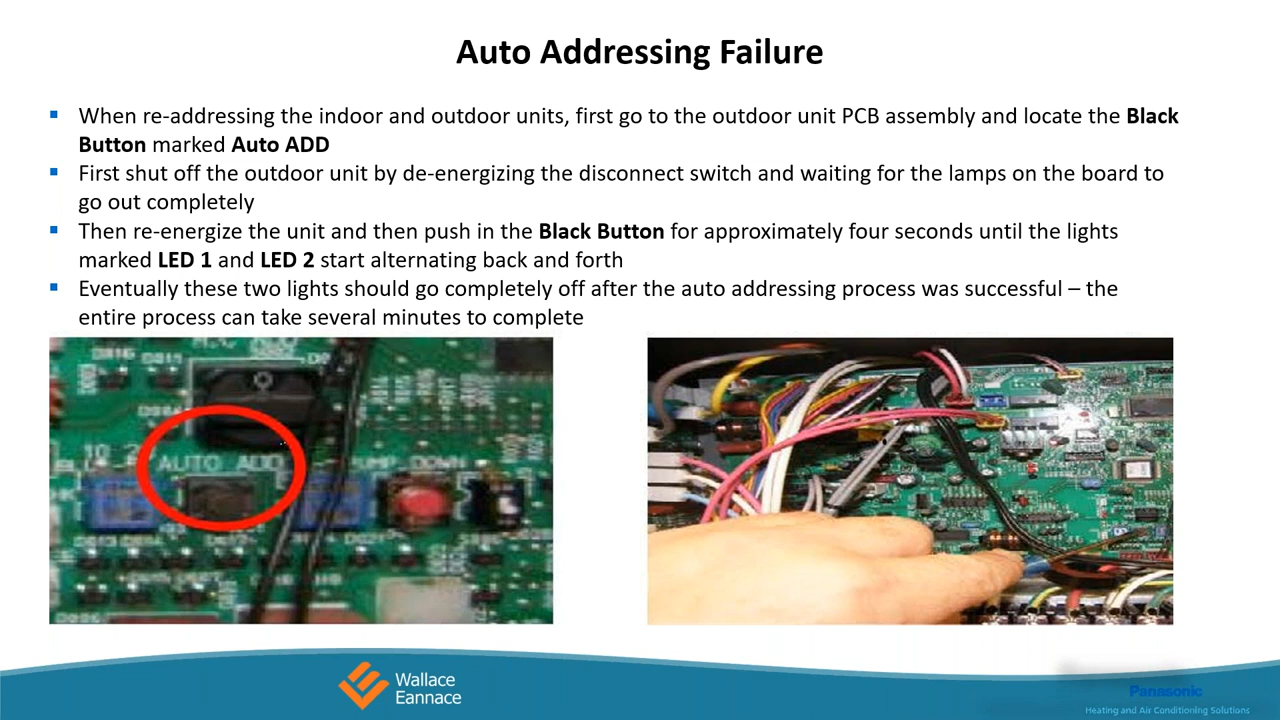 Auto Addressing Failure
When re-addressing the indoor and outdoor units, first go to the outdoor unit PCB assembly and locate the Black
Button marked Auto ADD
First shut off the outdoor unit by de-energizing the disconnect switch and waiting for the lamps on the board to
go out completely
Then re-energize the unit and then push in the Black Button for approximately four seconds until the lights
marked LED 1 and LED 2 start alternating back and forth
Eventually these two lights should go completely off after the auto addressing process was successful – the
entire process can take several minutes to complete
AUTO ADD
DOWN
Wallace
Eannace
Panasonic
Heating and Air Conditioning Solutions